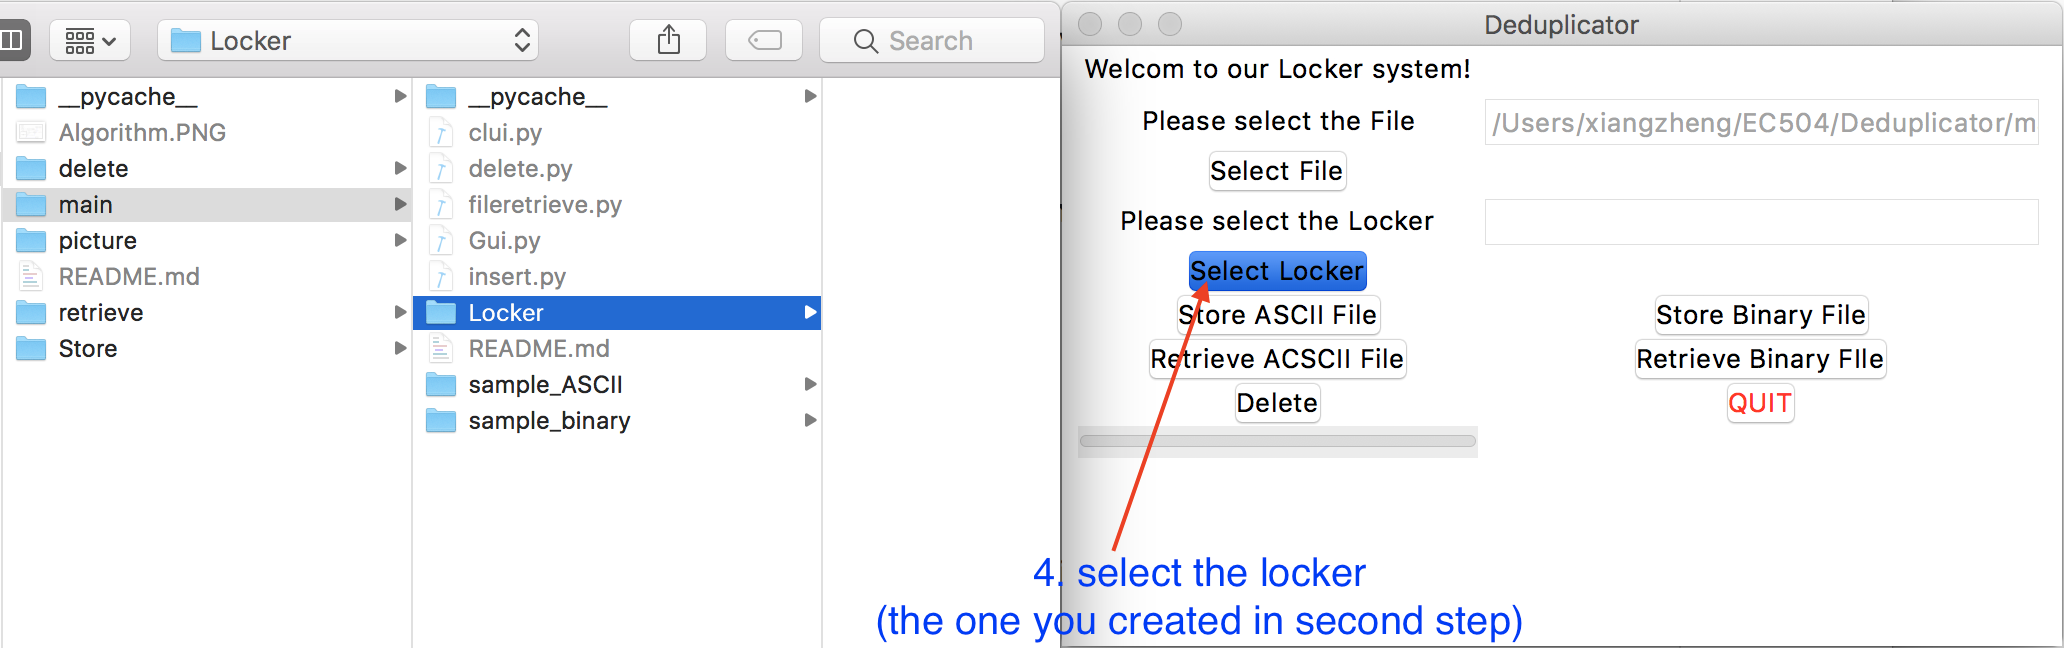 Locker
Search
__pycache__
Algorithm.PNG
delete
main
picture
README.md
retrieve
Store
__pycache__
clui.py
delete.py
fileretrieve.py
Gui.py
insert.py
Locker
README.md
sample_ASCII
sample_binary
Deduplicator
Welcom to our Locker system!
Please select the File
/Users/xiangzheng/EC504/Deduplicator/m
Select File
Please select the Locker
Select Locker
Store ASCII File
Store Binary File
Retrieve ACSCII File
Retrieve Binary FIle
Delete
QUIT
4. select the locker
(the one you created in second step)